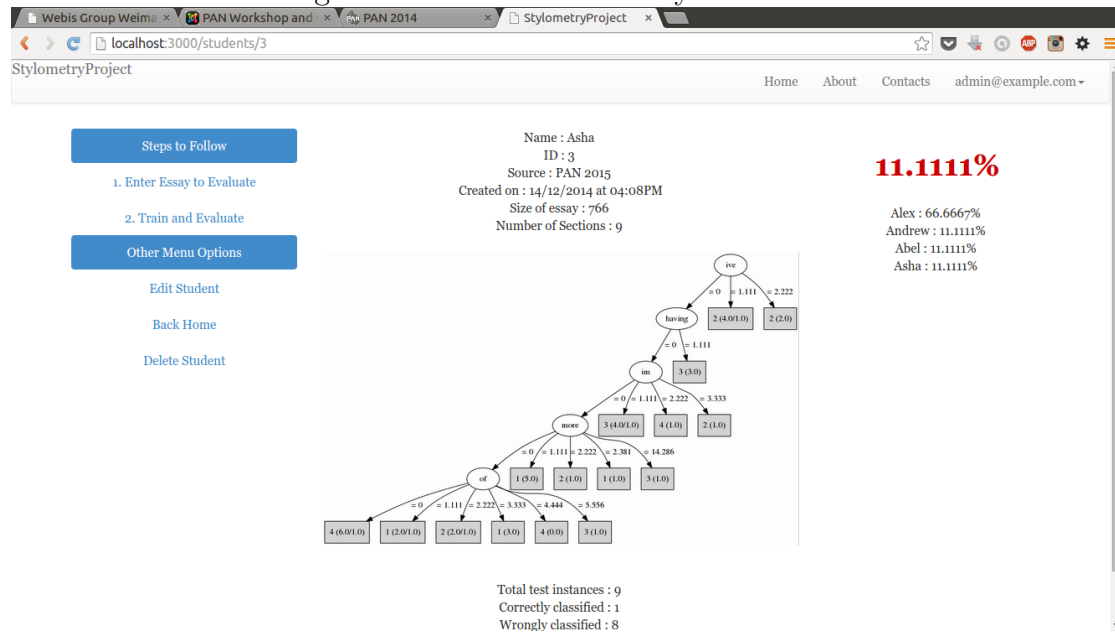 Webis Group Weima
PAN Workshop and
PAN 2014
StylometryProject
localhost:3000/students/3
ABP
StylometryProject
Home About Contacts admin@example.com
Steps to Follow
1. Enter Essay to Evaluate
2. Train and Evaluate
Other Menu Options
Edit Student
Back Home
Delete Student
Name : Asha
ID : 3
Source : PAN 2015
Created on : 14/12/2014 at 04:08PM
Size of essay : 766
Number of Sections : 9
11.1111%
Alex : 66.6667%
Andrew : 11.1111%
Abel : 11.1111%
Asha : 11.1111%
ive
= 0 = 1.111 = 2.222
having 2 (4.0/1.0) 2 (2.0)
= 0 = 1.111
im 3 (3.0)
= 0 = 1.111 = 2.222 = 3.333
more 3 (4.0/1.0) 4 (1.0) 2 (1.0)
= 0 = 1.111 = 2.222 = 2.381 = 14.286
of 1 (5.0) 2 (1.0) 1 (1.0) 3 (1.0)
= 0 = 1.111 = 2.222 = 3.333 = 4.444 = 5.556
4 (6.0/1.0) 1 (2.0/1.0) 2 (2.0/1.0) 1 (3.0) 4 (0.0) 3 (1.0)
Total test instances : 9
Correctly classified : 1
Wrongly classified : 8